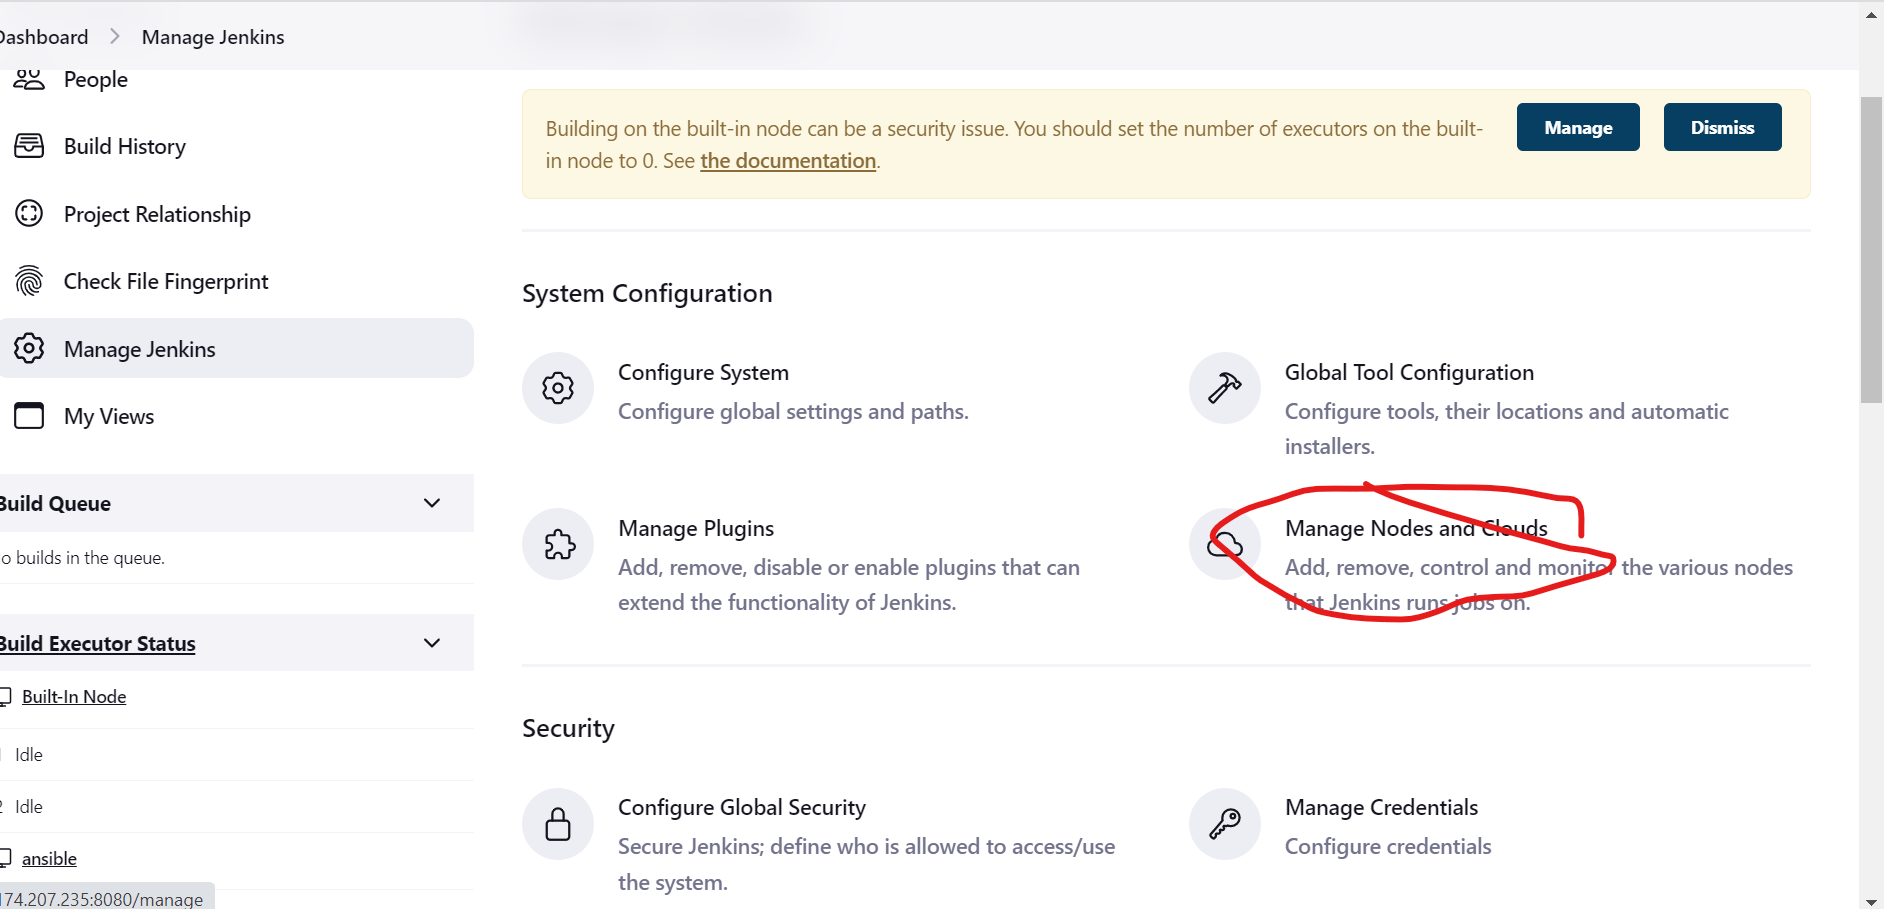 Dashboard > Manage Jenkins
People
Build History
Project Relationship
Check File Fingerprint
Manage Jenkins
My Views
Build Queue
o builds in the queue.
Build Executor Status
Built-In Node
Idle
2 Idle
ansible
174.207.235:8080/manage
Building on the built-in node can be a security issue. You should set the number of executors on the built-
in node to 0. See the documentation.
Manage
Dismiss
System Configuration
Configure System
Configure global settings and paths.
Global Tool Configuration
Configure tools, their locations and automatic
installers.
Manage Plugins
Add, remove, disable or enable plugins that can
extend the functionality of Jenkins.
Manage Nodes and Clouds
Add, remove, control and monitor the various nodes
that Jenkins runs jobs on.
Security
Configure Global Security
Secure Jenkins; define who is allowed to access/use
the system.
Manage Credentials
Configure credentials